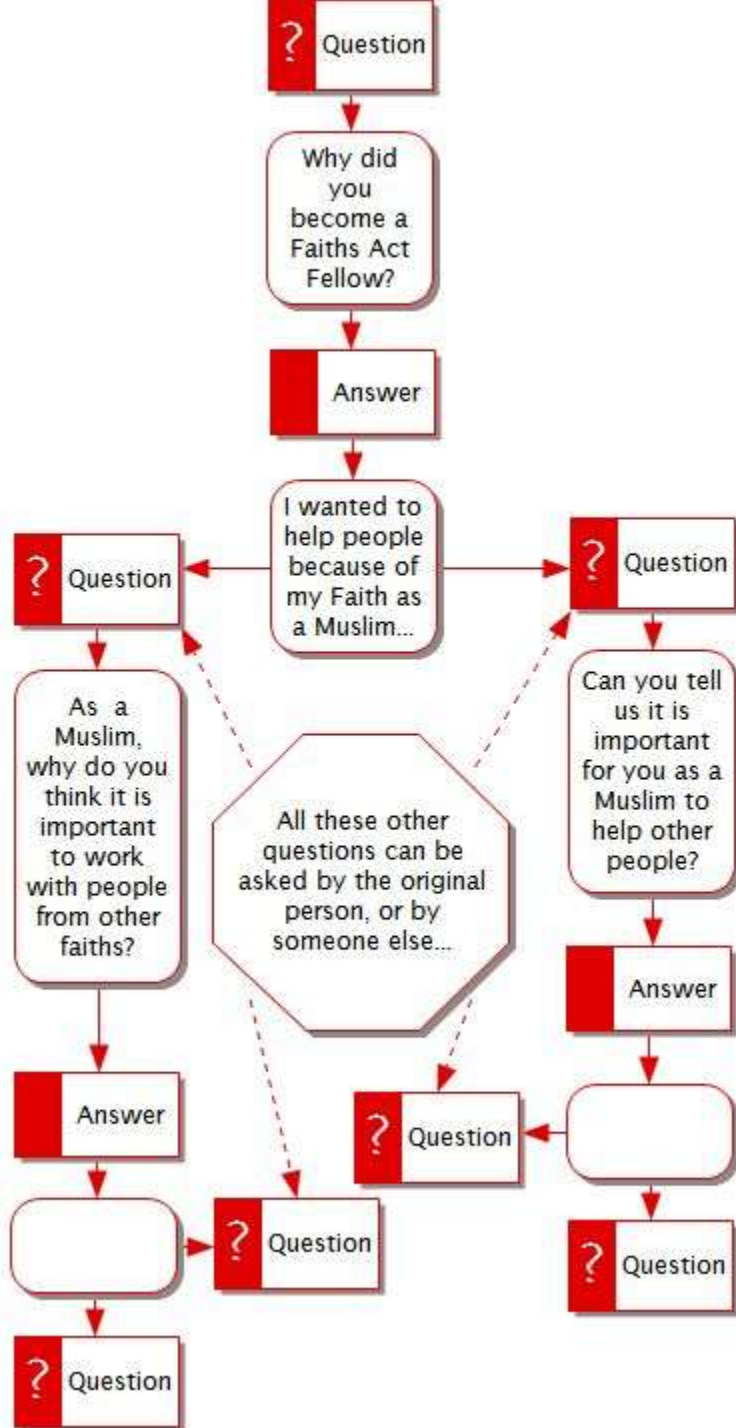 ? Question
Why did
you
become a
Faiths Act
Fellow?
Answer
I wanted to
help people
because of
my Faith as
a Muslim...
? Question
As a
Muslim,
why do you
think it is
important
to work
with people
from other
faiths?
Answer
? Question
? Question
All these other
questions can be
asked by the original
person, or by
someone else...
? Question
Can you tell
us it is
important
for you as a
Muslim to
help other
people?
Answer
? Question
? Question